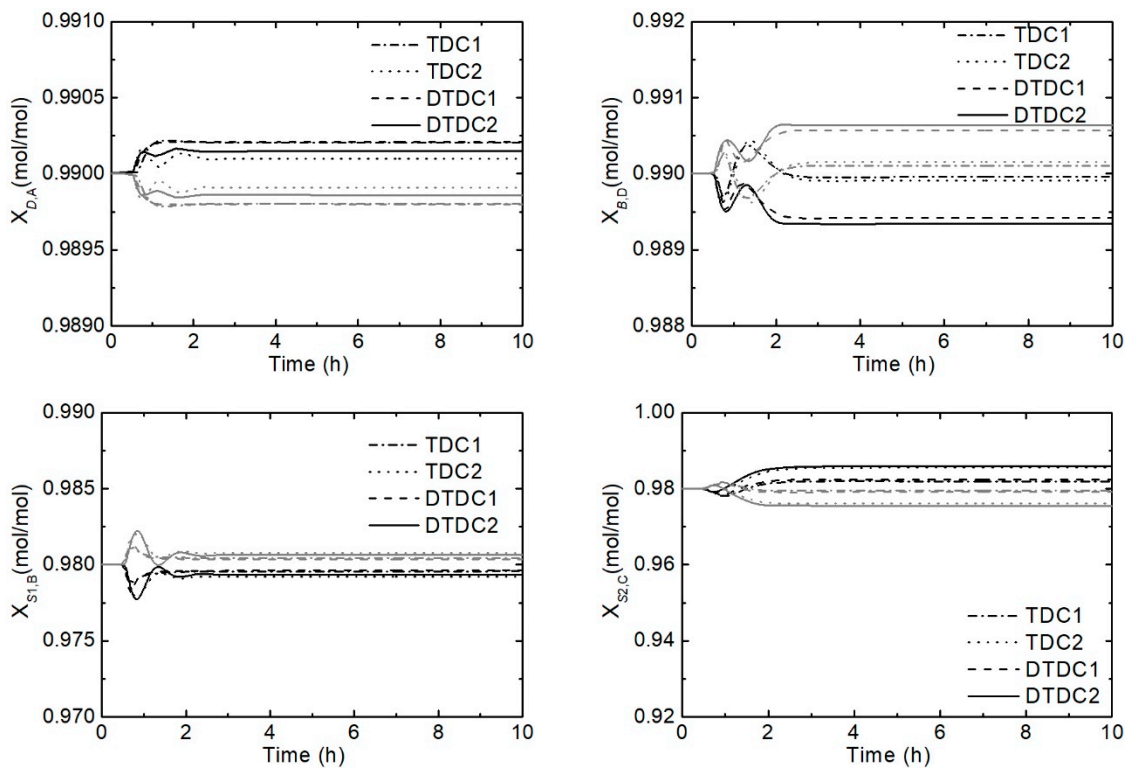 0.9910
0.9905
0.9900
0.9895
0.9890
X_D,A (mol/mol)
TDC1
TDC2
DTDC1
DTDC2
0 2 4 6 8 10
Time (h)
0.992
0.991
0.990
0.989
0.988
X_B,D (mol/mol)
TDC1
TDC2
DTDC1
DTDC2
0 2 4 6 8 10
Time (h)
0.990
0.985
0.980
0.975
0.970
X_S1,B (mol/mol)
TDC1
TDC2
DTDC1
DTDC2
0 2 4 6 8 10
Time (h)
1.00
0.98
0.96
0.94
0.92
X_S2,C (mol/mol)
TDC1
TDC2
DTDC1
DTDC2
0 2 4 6 8 10
Time (h)